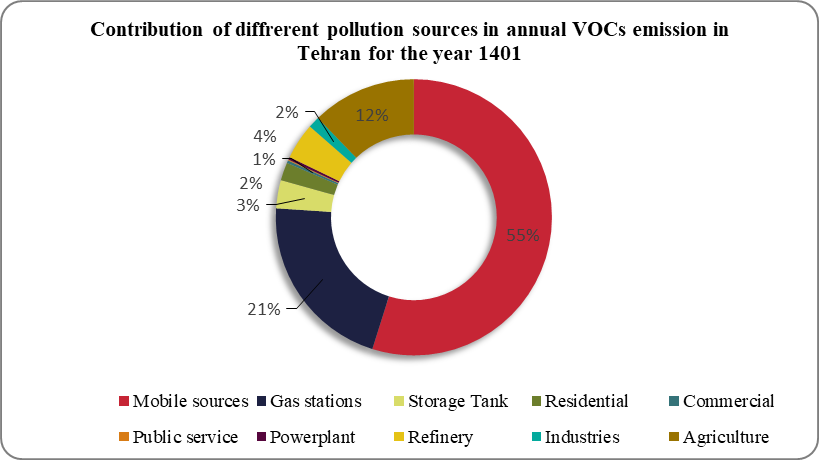 Contribution of diffrerent pollution sources in annual VOCs emission in
Tehran for the year 1401
2%
12%
4%
1%
2%
3%
55%
21%
Mobile sources Gas stations Storage Tank Residential Commercial
Public service Powerplant Refinery Industries Agriculture